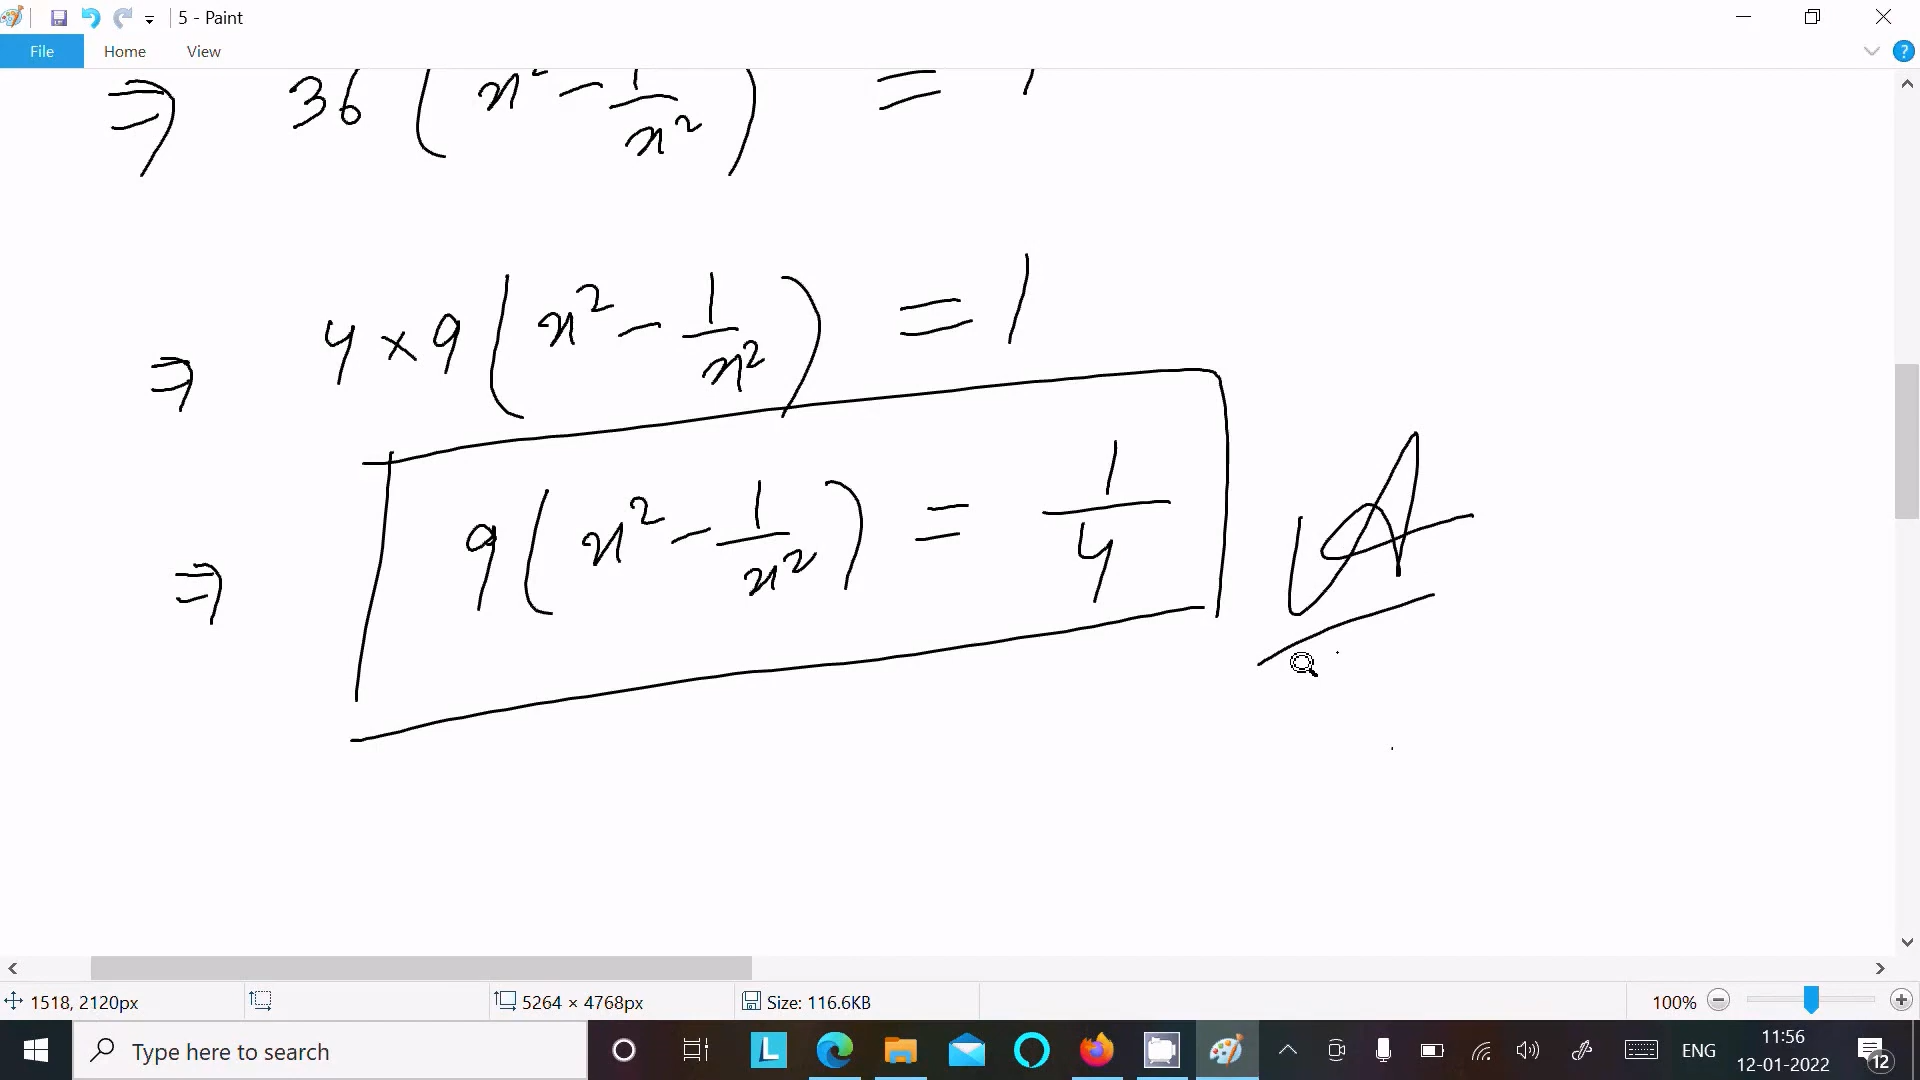 5 - Paint
File Home View
⇒ 36 ( x² - 1/x² ) = 1
⇒ 4 × 9 ( x² - 1/x² ) = 1
⇒ 9 ( x² - 1/x² ) = 1/4
1518, 2120px 5264 × 4768px Size: 116.6KB 100%
Type here to search ENG 11:56
12-01-2022 12